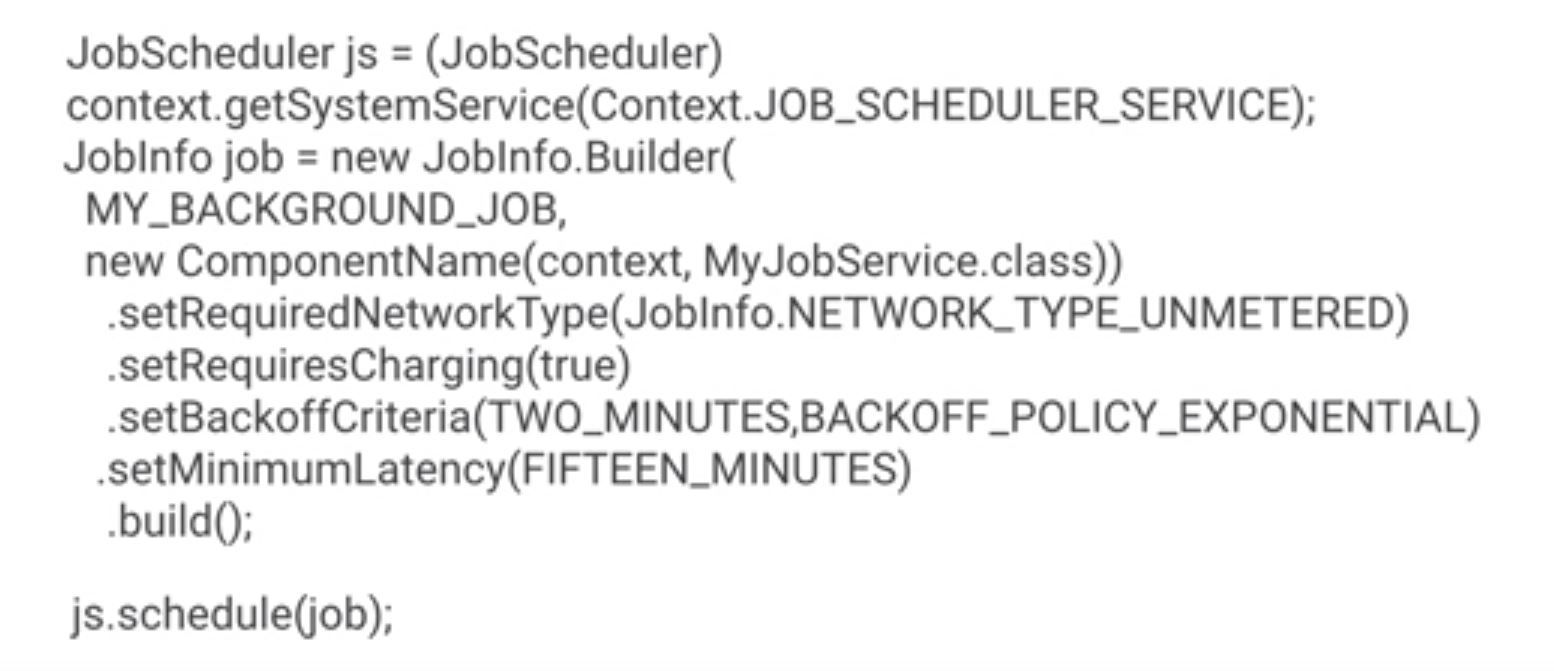 JobScheduler js = (JobScheduler)
context.getSystemService(Context.JOB_SCHEDULER_SERVICE);
JobInfo job = new JobInfo.Builder(
MY_BACKGROUND_JOB,
new ComponentName(context, MyJobService.class))
.setRequiredNetworkType(JobInfo.NETWORK_TYPE_UNMETERED)
.setRequiresCharging(true)
.setBackoffCriteria(TWO_MINUTES,BACKOFF_POLICY_EXPONENTIAL)
.setMinimumLatency(FIFTEEN_MINUTES)
.build();
js.schedule(job);